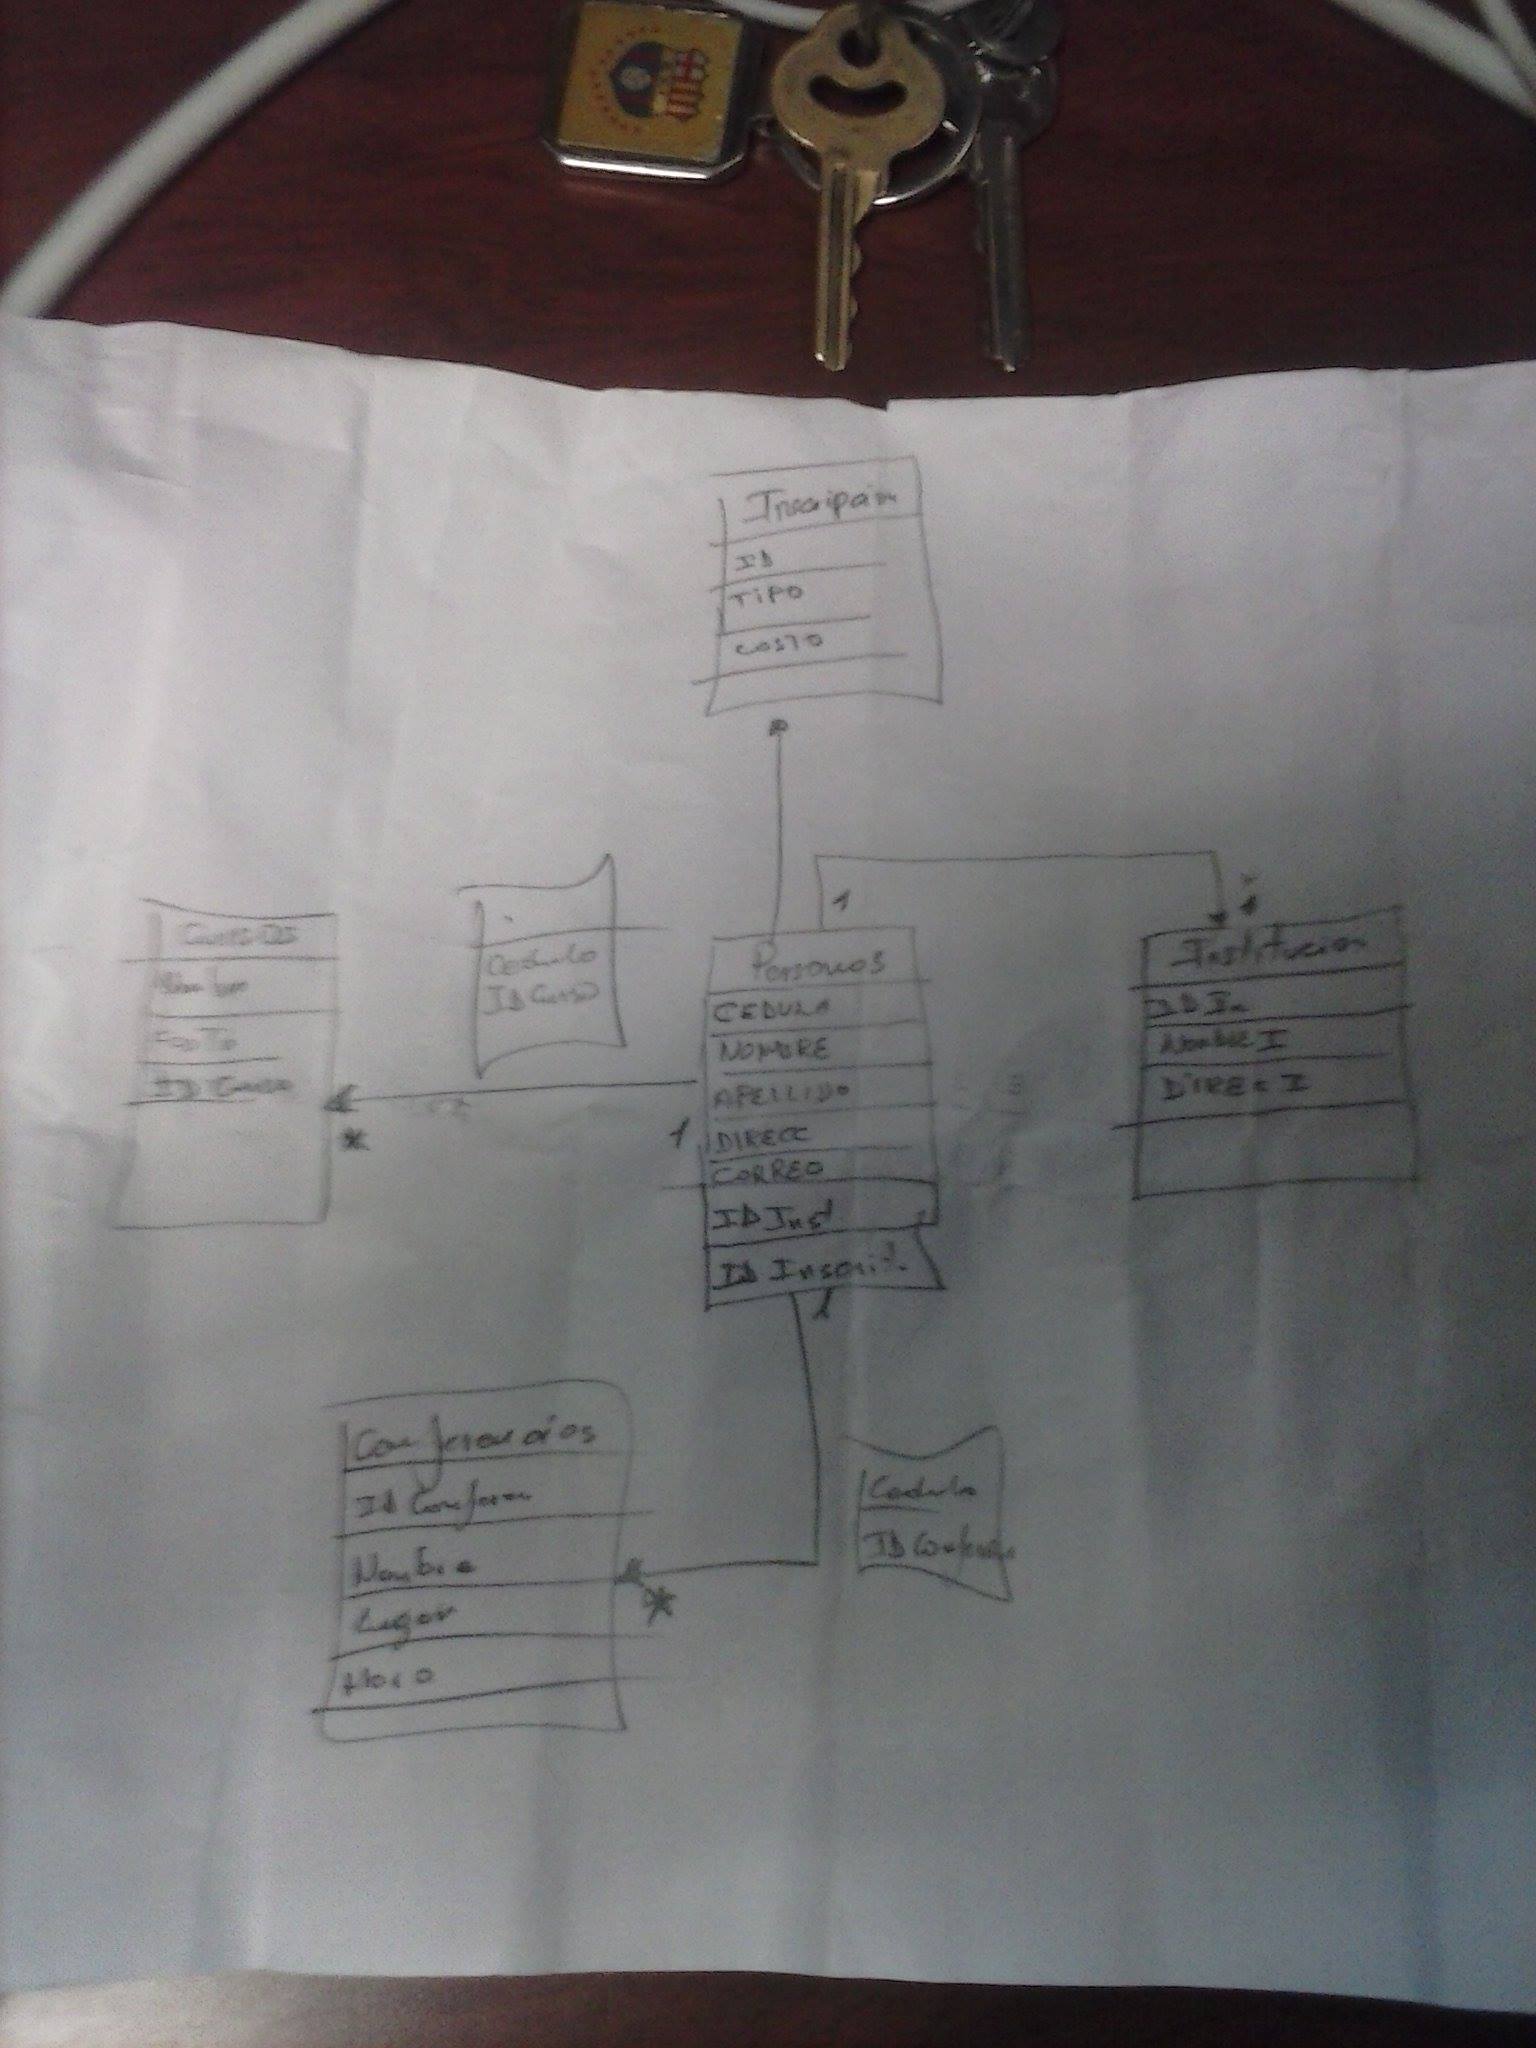 Inscripción
ID
TIPO
COSTO
1
1
Cursos
Nombre
ID Curso
*
Cedula
ID Curso
Personas
CEDULA
NOMBRE
APELLIDO
DIRECC
CORREO
ID Inst
ID Inscrit.
1
1
Institucion
ID In
Nombre I
DIREC I
Conferencias
ID Conferen
Nombre
Lugar
Hora
*
Cedula
ID Conferen